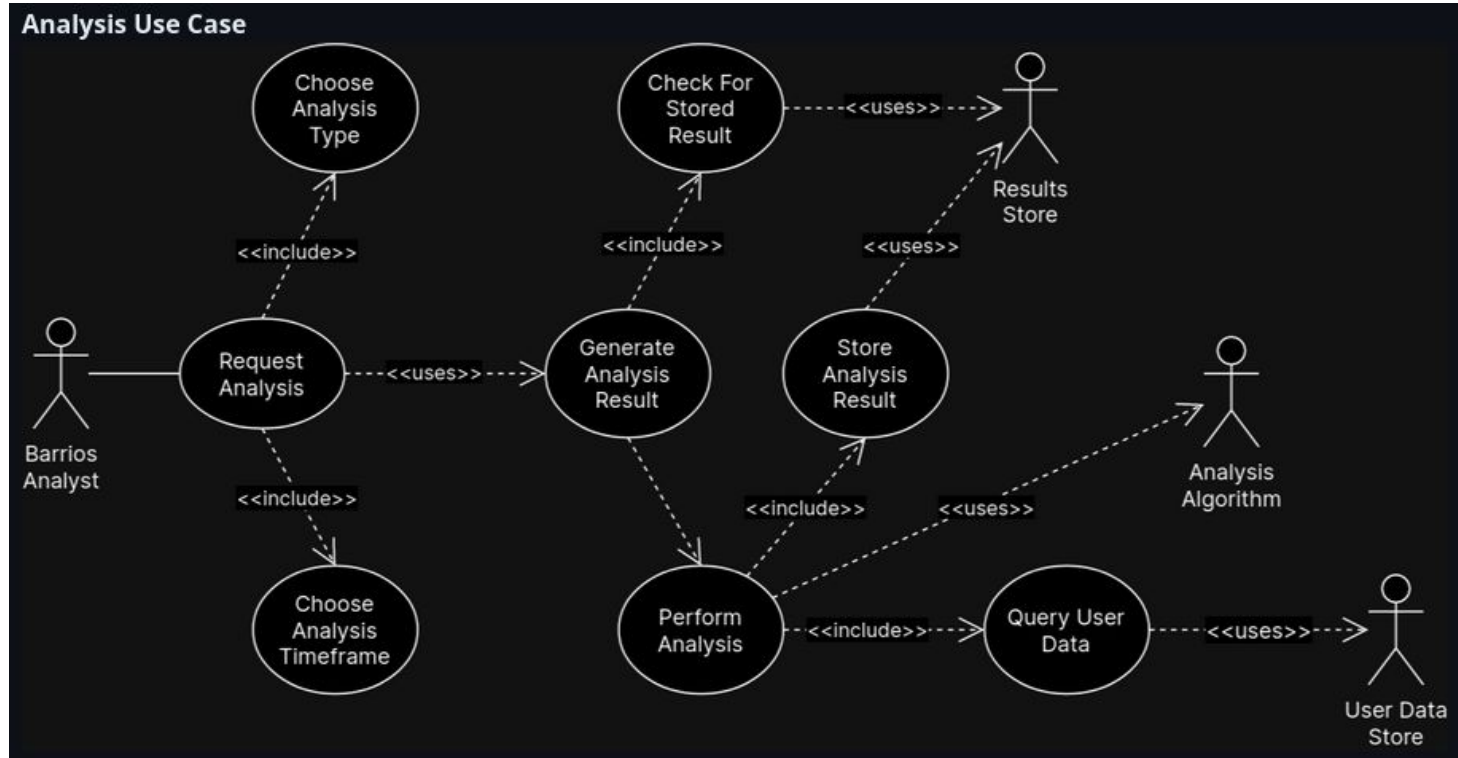 Analysis Use Case
Choose
Analysis
Type
Check For
Stored
Result
<<uses>>
Results
Store
<<include>>
<<include>>
<<uses>>
Barrios
Analyst
Request
Analysis
<<uses>>
Generate
Analysis
Result
Store
Analysis
Result
Analysis
Algorithm
<<include>>
<<include>>
<<uses>>
Choose
Analysis
Timeframe
Perform
Analysis
<<include>>
Query User
Data
<<uses>>
User Data
Store